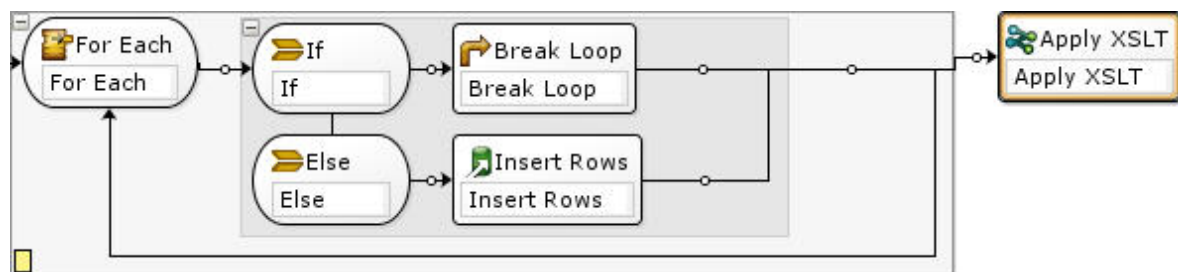 For Each
For Each
If
If
Break Loop
Break Loop
Else
Else
Insert Rows
Insert Rows
Apply XSLT
Apply XSLT